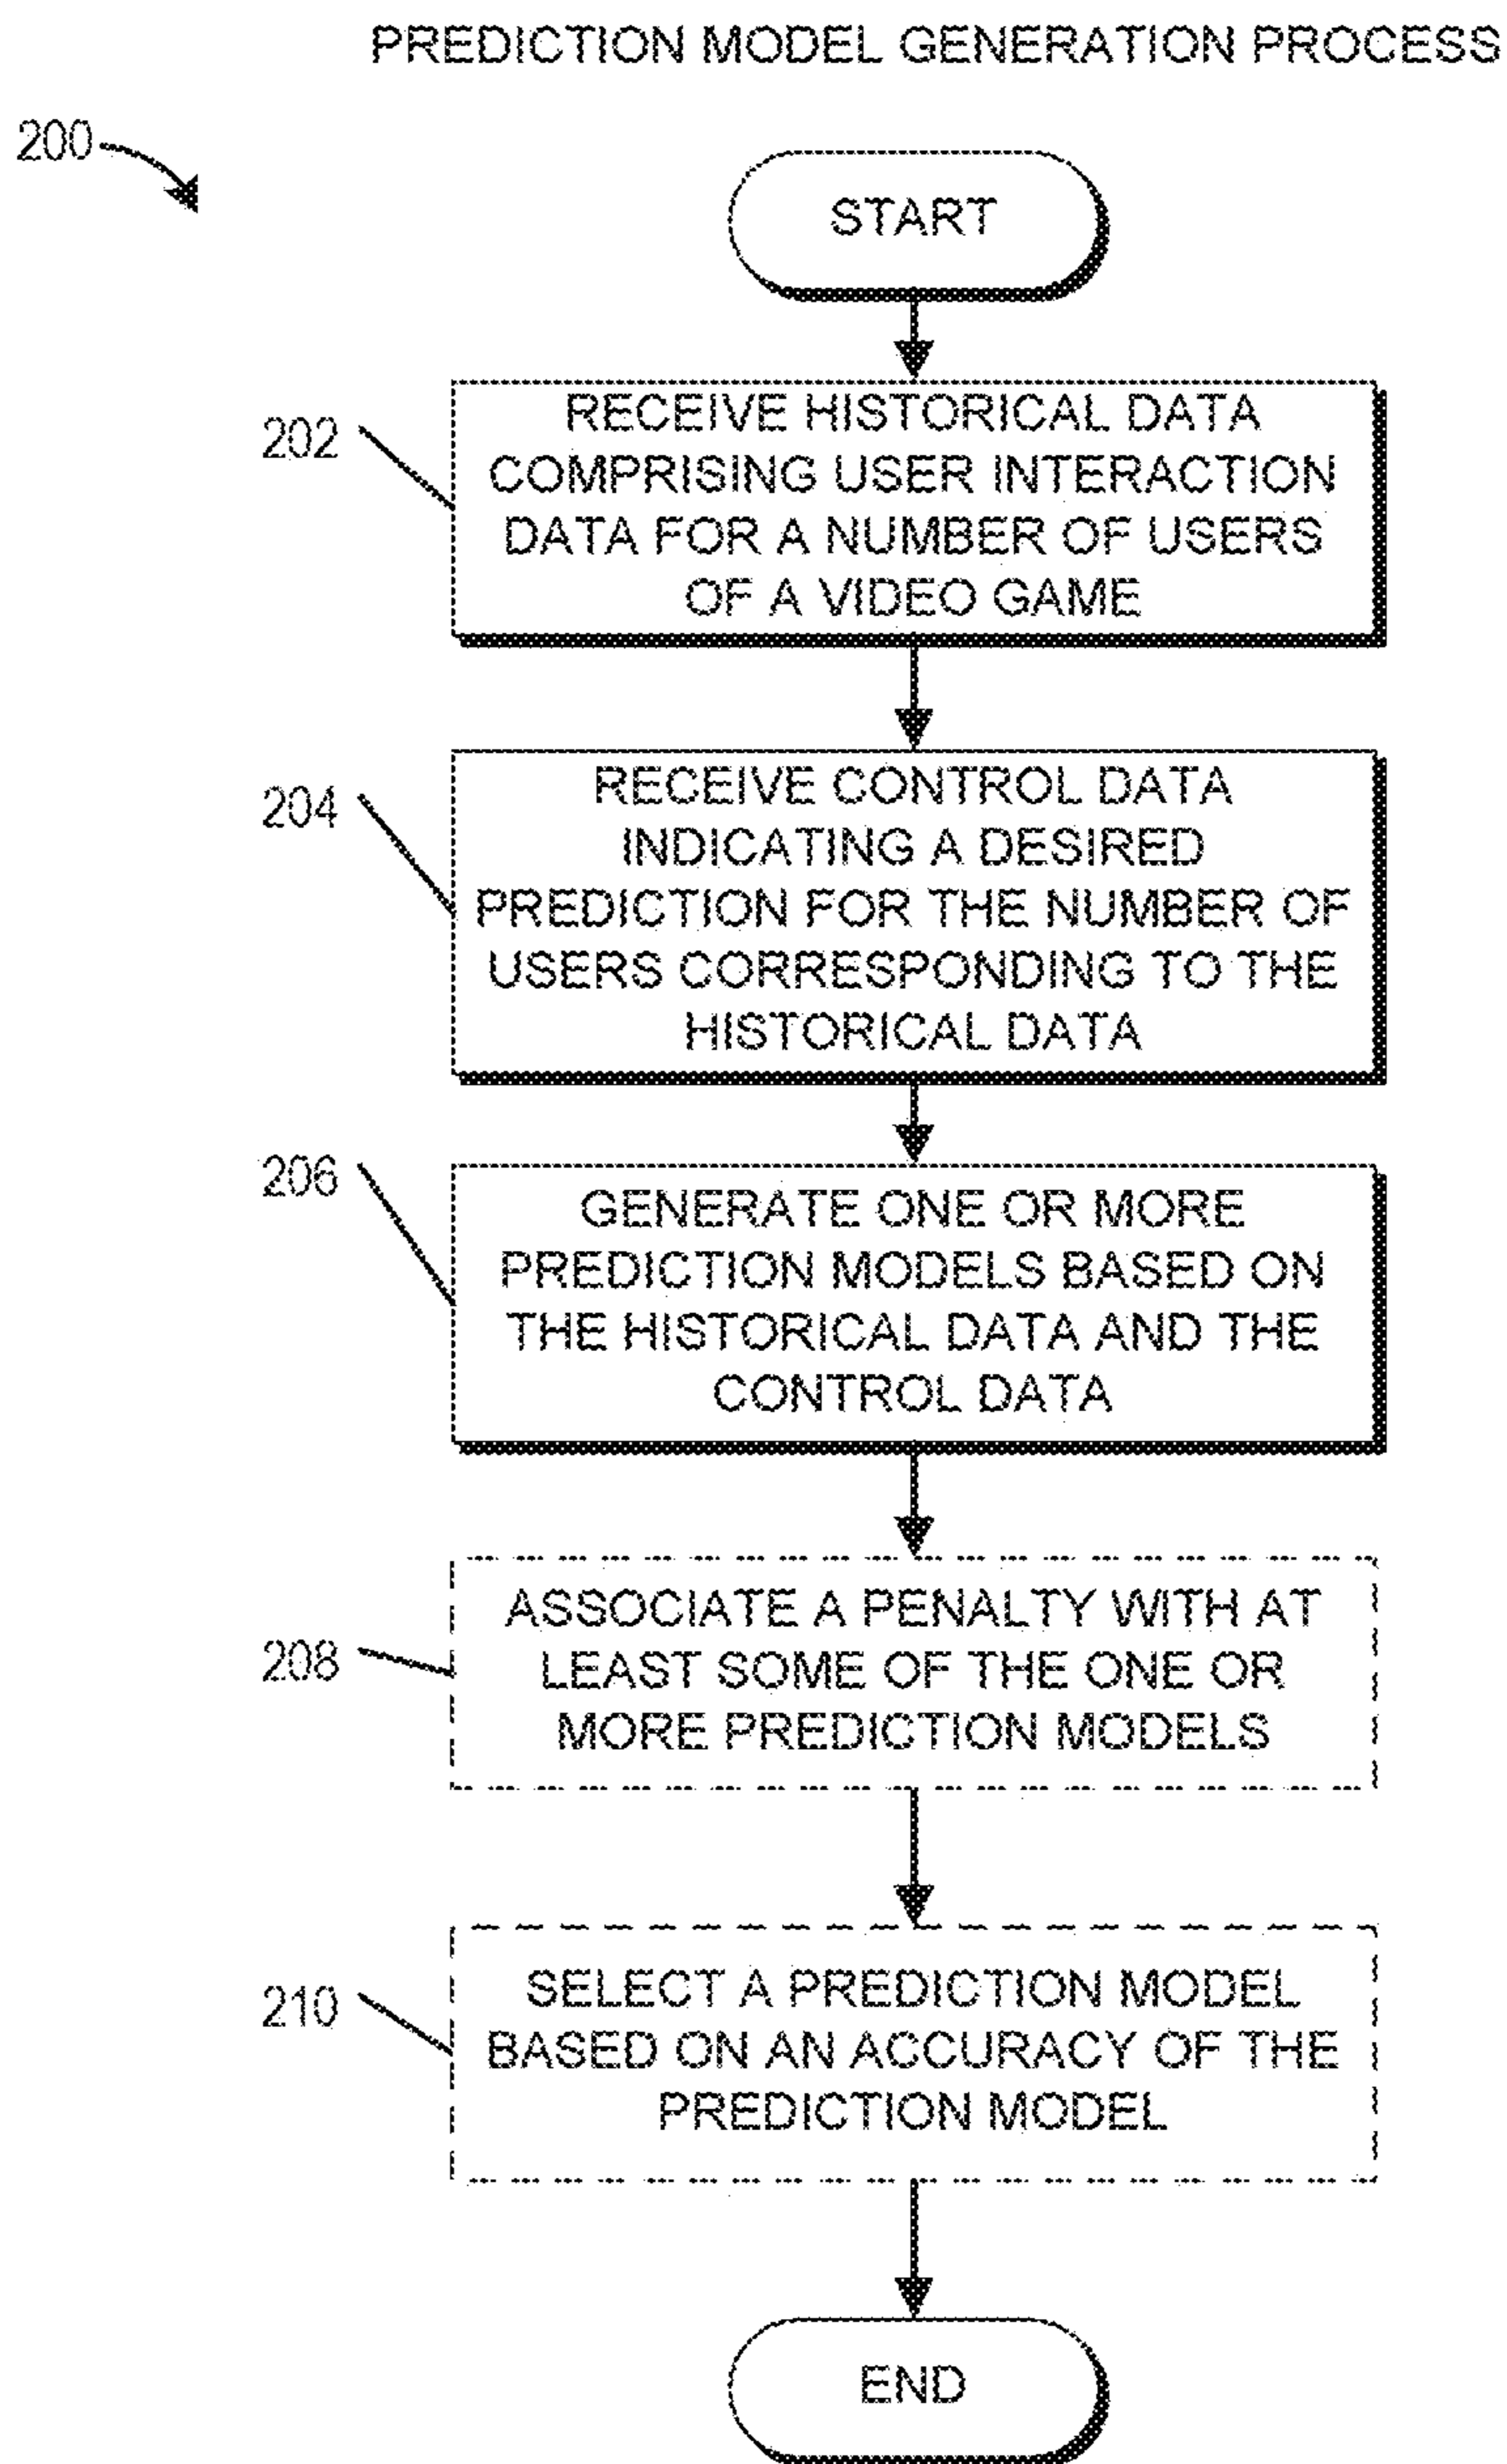 PREDICTION MODEL GENERATION PROCESS
200
START
202
RECEIVE HISTORICAL DATA
COMPRISING USER INTERACTION
DATA FOR A NUMBER OF USERS
OF A VIDEO GAME
204
RECEIVE CONTROL DATA
INDICATING A DESIRED
PREDICTION FOR THE NUMBER OF
USERS CORRESPONDING TO THE
HISTORICAL DATA
206
GENERATE ONE OR MORE
PREDICTION MODELS BASED ON
THE HISTORICAL DATA AND THE
CONTROL DATA
208
ASSOCIATE A PENALTY WITH AT
LEAST SOME OF THE ONE OR
MORE PREDICTION MODELS
210
SELECT A PREDICTION MODEL
BASED ON AN ACCURACY OF THE
PREDICTION MODEL
END